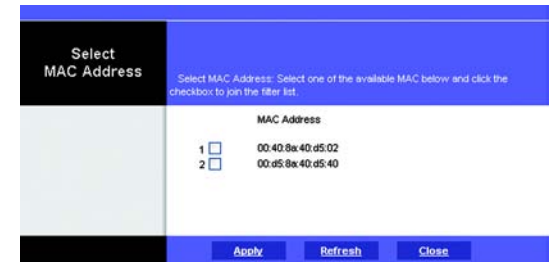 Select
MAC Address
Select MAC Address: Select one of the available MAC below and click the
checkbox to join the filter list.
MAC Address
1 00:40:8a:40:d5:02
2 00:d5:8a:40:d5:40
Apply Refresh Close